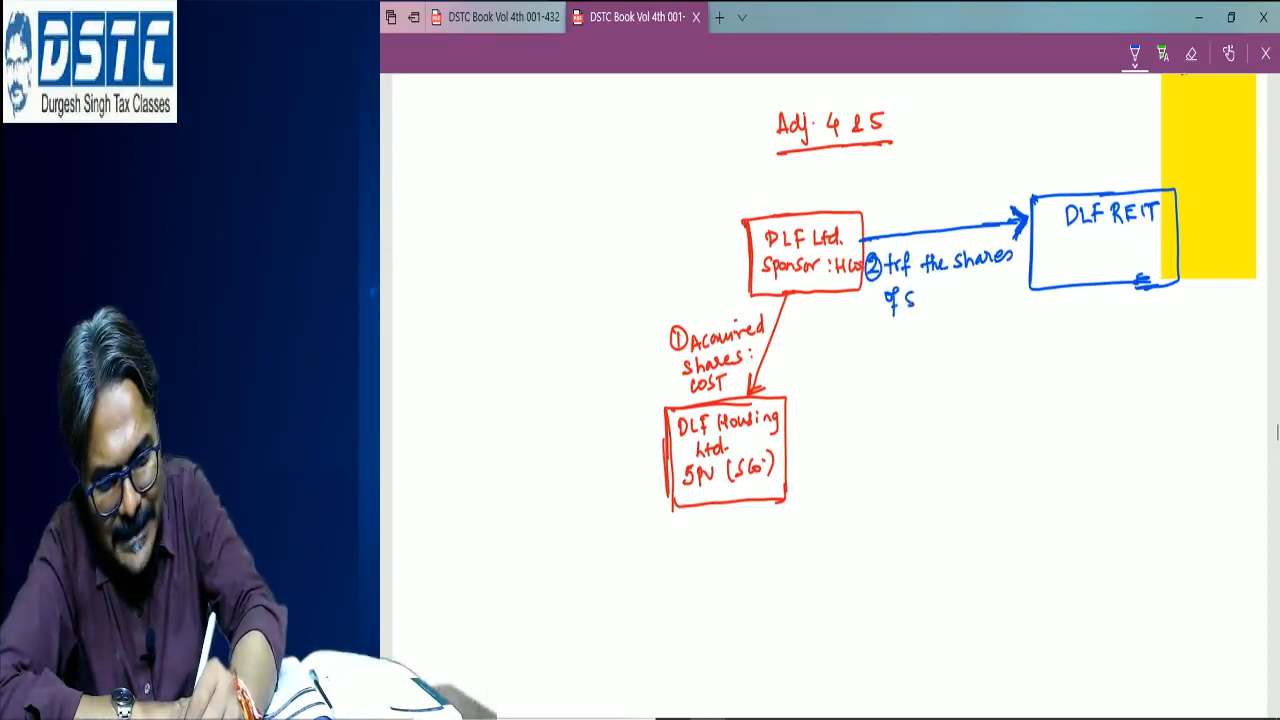 DSTC
Durgesh Singh Tax Classes
DSTC Book Vol 4th 001-432
DSTC Book Vol 4th 001-
Adj. 4 & 5
DLF Ltd.
Sponsor : HCo
② trf the shares
of S
DLF REIT
① Acquired
shares :
COST
DLF Housing
Ltd.
SPV (SCo.)